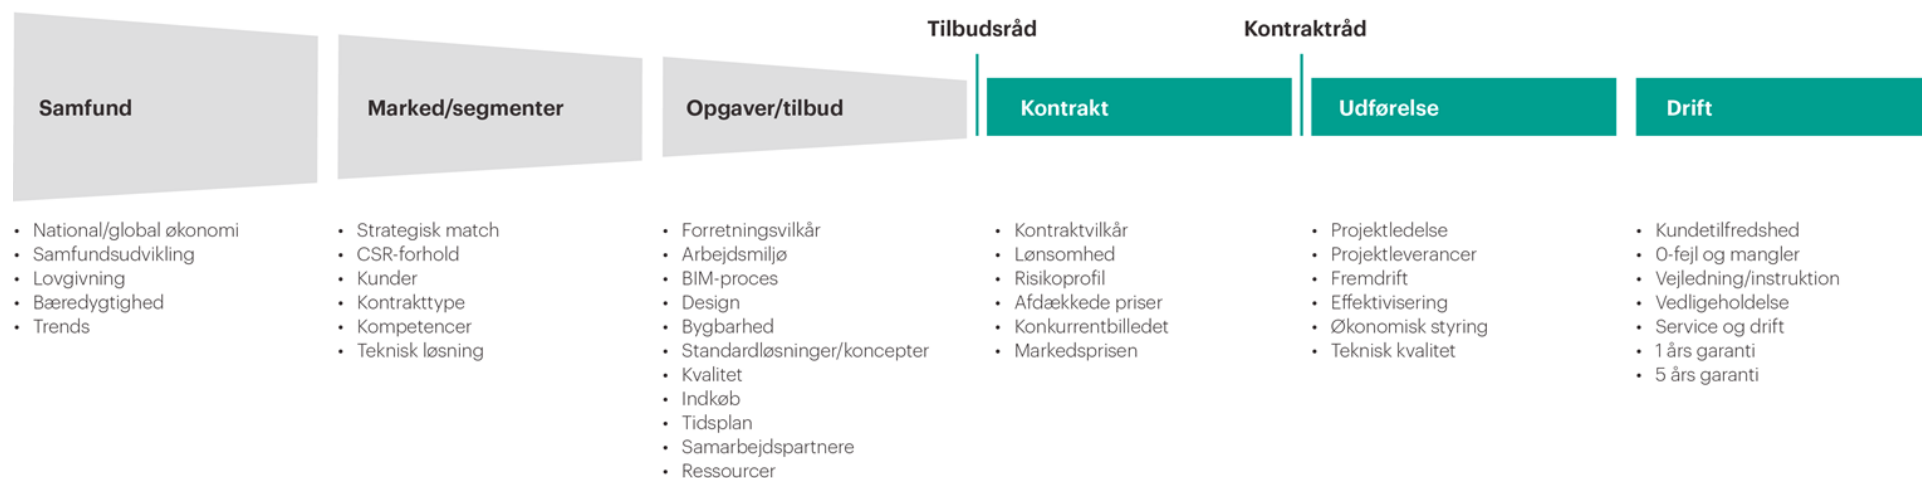 Tilbudsråd
Kontraktråd
Samfund
Marked/segmenter
Opgaver/tilbud
Kontrakt
Udførelse
Drift
• National/global økonomi
• Samfundsudvikling
• Lovgivning
• Bæredygtighed
• Trends
• Strategisk match
• CSR-forhold
• Kunder
• Kontrakttype
• Kompetencer
• Teknisk løsning
• Forretningsvilkår
• Arbejdsmiljø
• BIM-proces
• Design
• Bygbarhed
• Standardløsninger/koncepter
• Kvalitet
• Indkøb
• Tidsplan
• Samarbejdspartnere
• Ressourcer
• Kontraktvilkår
• Lønsomhed
• Risikoprofil
• Afdækkede priser
• Konkurrentbilledet
• Markedsprisen
• Projektledelse
• Projektleverancer
• Fremdrift
• Effektivisering
• Økonomisk styring
• Teknisk kvalitet
• Kundetilfredshed
• 0-fejl og mangler
• Vejledning/instruktion
• Vedligeholdelse
• Service og drift
• 1 års garanti
• 5 års garanti